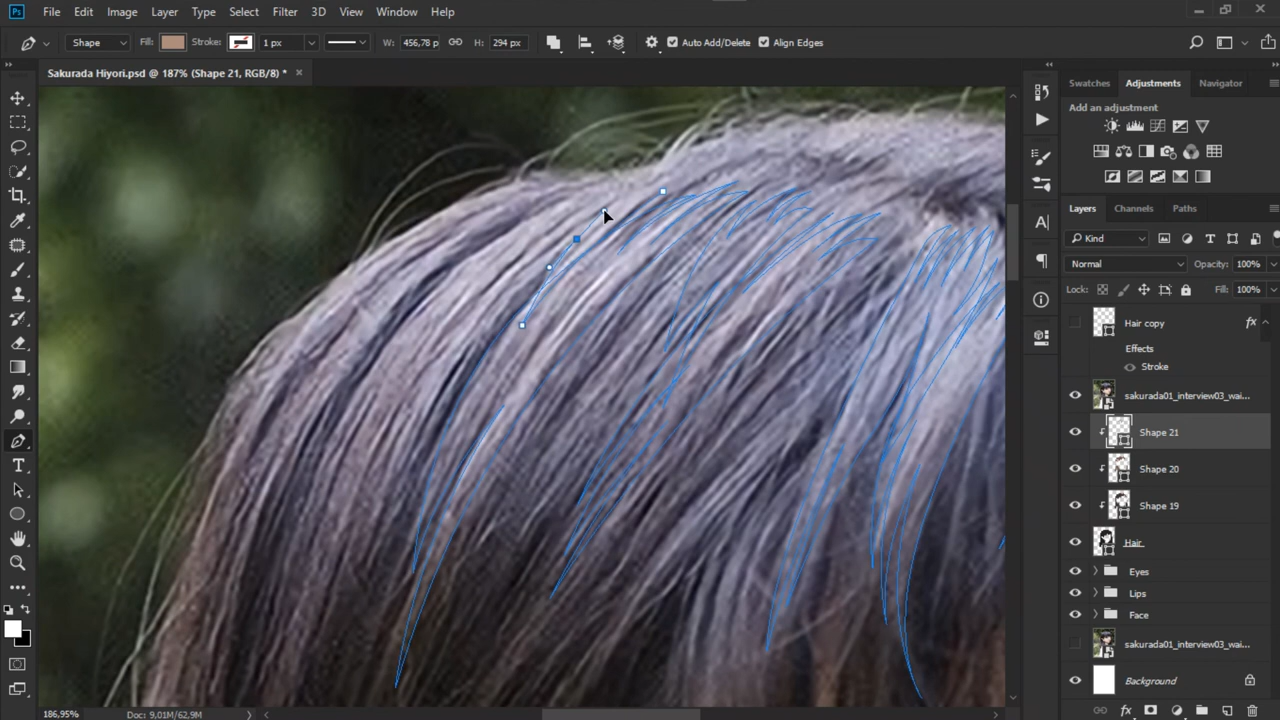 Ps File Edit Image Layer Type Select Filter 3D View Window Help
Shape Fill: Stroke: 1 px W: 456,78 p H: 294 px Auto Add/Delete Align Edges
Sakurada Hiyori.psd @ 187% (Shape 21, RGB/8) *
Swatches Adjustments Navigator
Add an adjustment
Layers Channels Paths
Kind
Normal Opacity: 100%
Lock: Fill: 100%
Hair copy fx
Effects
Stroke
sakurada01_interview03_wai...
Shape 21
Shape 20
Shape 19
Hair
Eyes
Lips
Face
sakurada01_interview03_wai...
Background
186,95% Doc: 9,01M/62,9M